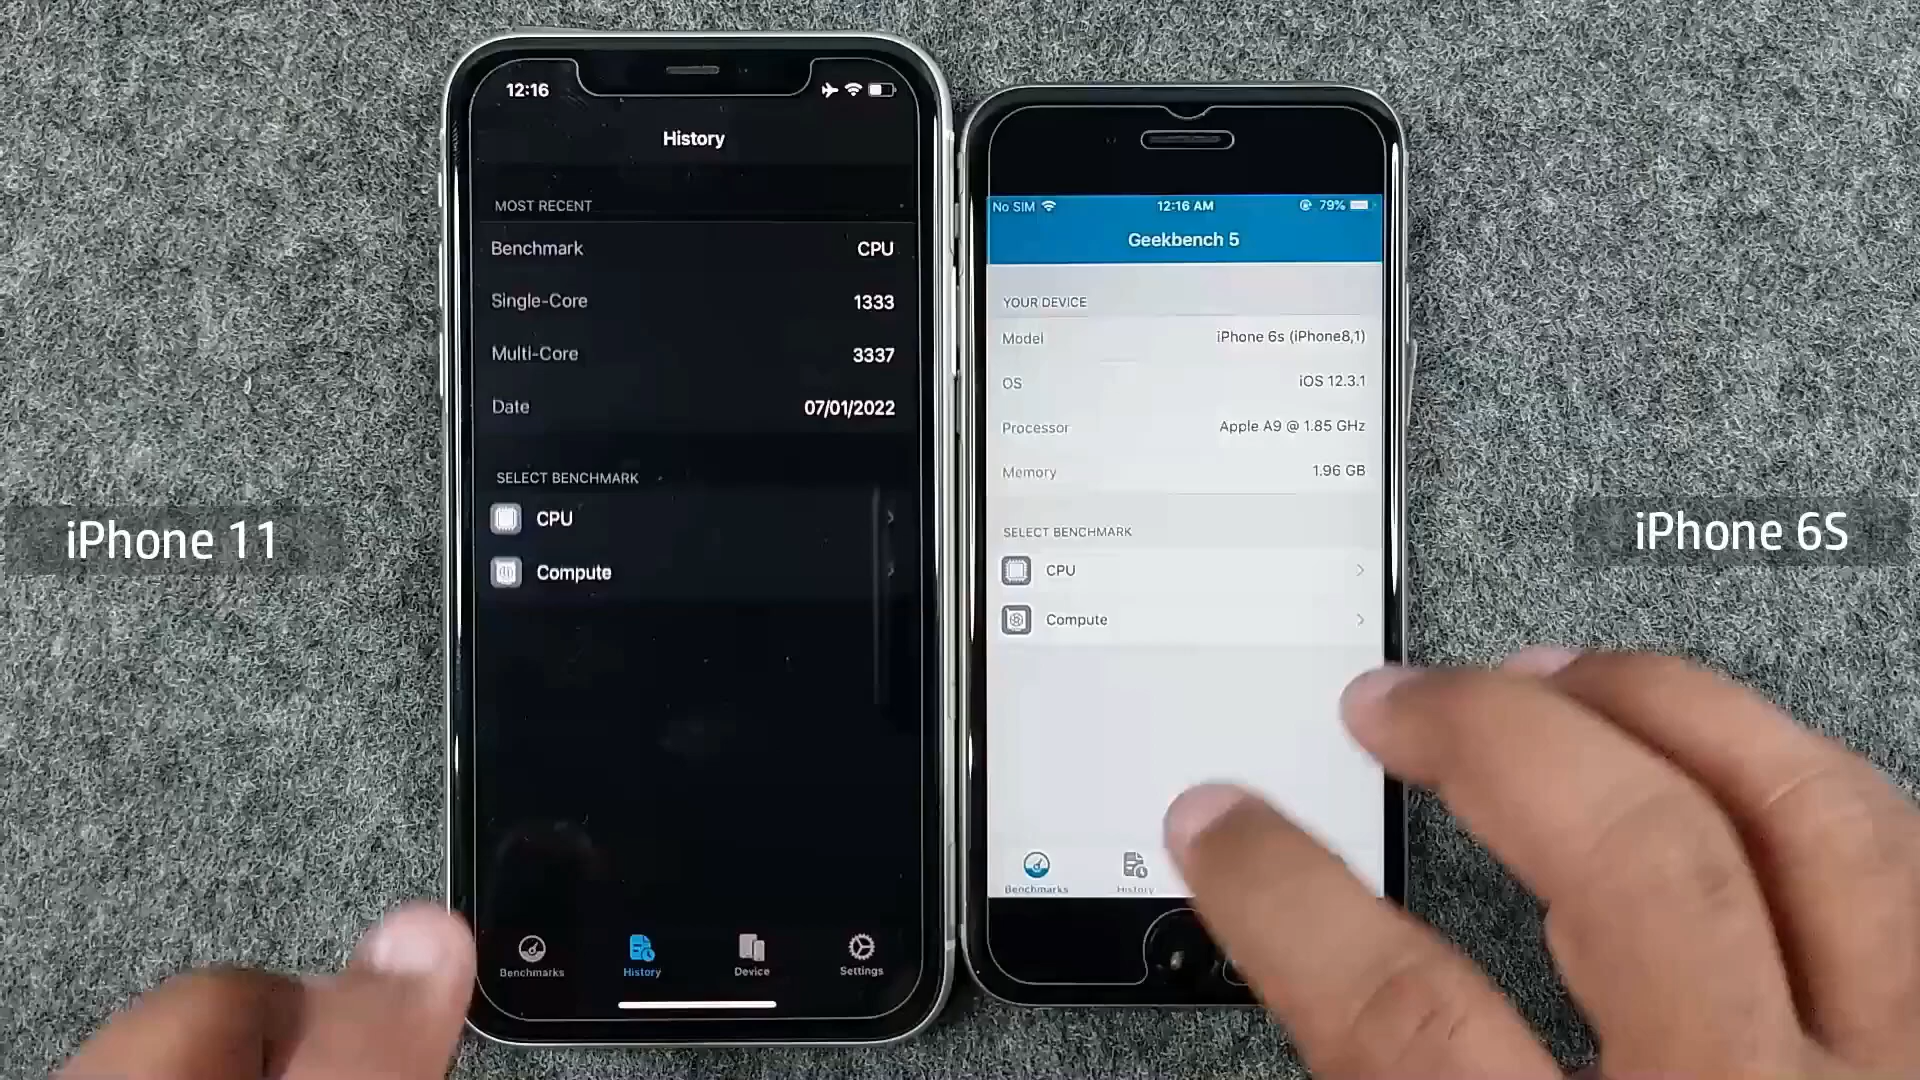 12:16
History
MOST RECENT
Benchmark CPU
Single-Core 1333
Multi-Core 3337
Date 07/01/2022
SELECT BENCHMARK
CPU
Compute
Benchmarks History Device Settings
iPhone 11
No SIM 12:16 AM 79%
Geekbench 5
YOUR DEVICE
Model iPhone 6s (iPhone8,1)
OS iOS 12.3.1
Processor Apple A9 @ 1.85 GHz
Memory 1.96 GB
SELECT BENCHMARK
CPU
Compute
Benchmarks History
iPhone 6S